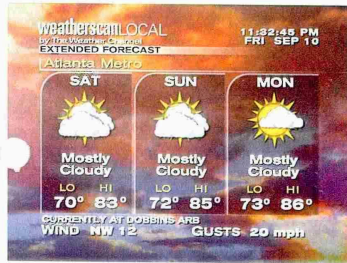 weatherscan LOCAL
by The Weather Channel
11:32:45 PM
FRI SEP 10
EXTENDED FORECAST
Atlanta Metro
SAT SUN MON
Mostly Cloudy Mostly Cloudy Mostly Cloudy
LO HI LO HI LO HI
70° 83° 72° 85° 73° 86°
CURRENTLY AT DOBBINS ARB
WIND NW 12 GUSTS 20 mph